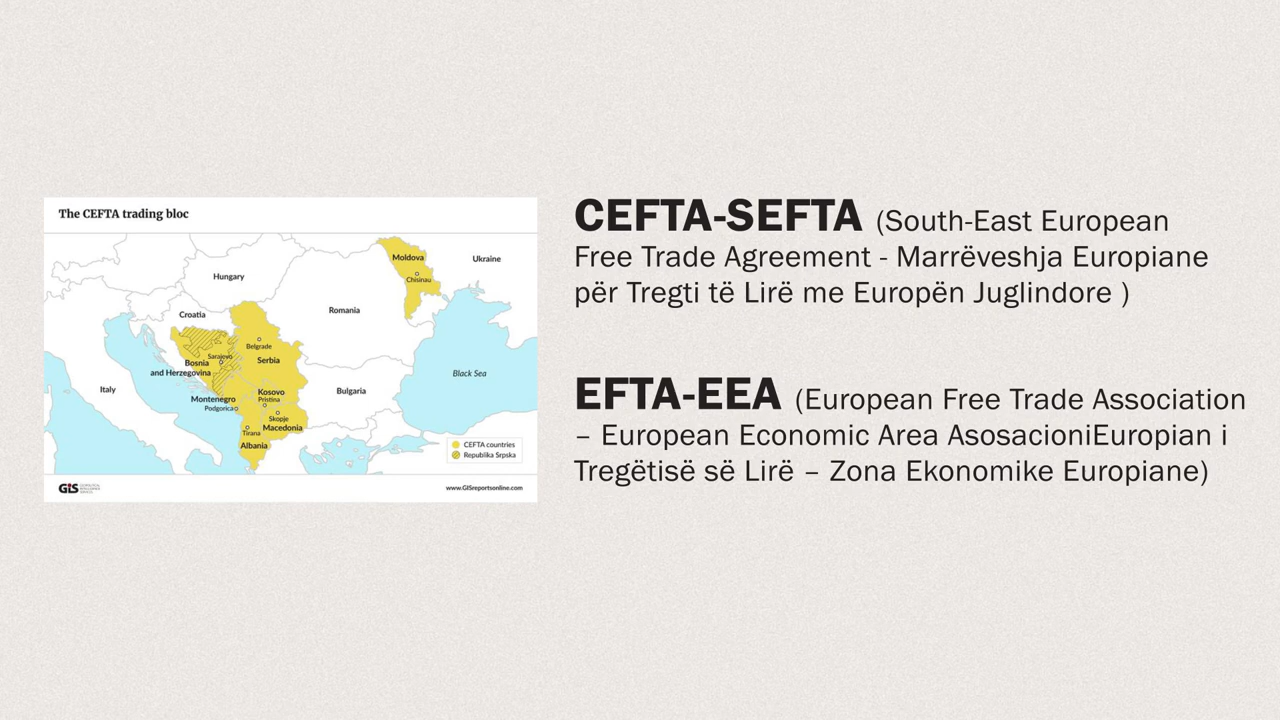 The CEFTA trading bloc
Moldova
Ukraine
Chisinau
Hungary
Croatia
Romania
Belgrade
Sarajevo
Bosnia
and Herzegovina
Serbia
Black Sea
Italy
Bulgaria
Kosovo
Pristina
Montenegro
Podgorica
Skopje
Macedonia
Tirana
Albania
CEFTA countries
Republika Srpska
GIS
www.GISreportsonline.com
CEFTA-SEFTA (South-East European
Free Trade Agreement - Marrëveshja Europiane
për Tregti të Lirë me Europën Juglindore )
EFTA-EEA (European Free Trade Association
– European Economic Area AsosacioniEuropian i
Tregëtisë së Lirë – Zona Ekonomike Europiane)